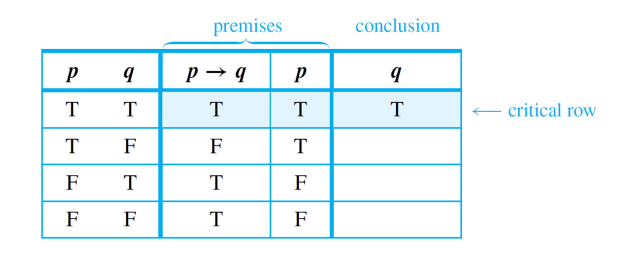 premises conclusion
p q p → q p q
T T T T T ← critical row
T F F T
F T T F
F F T F